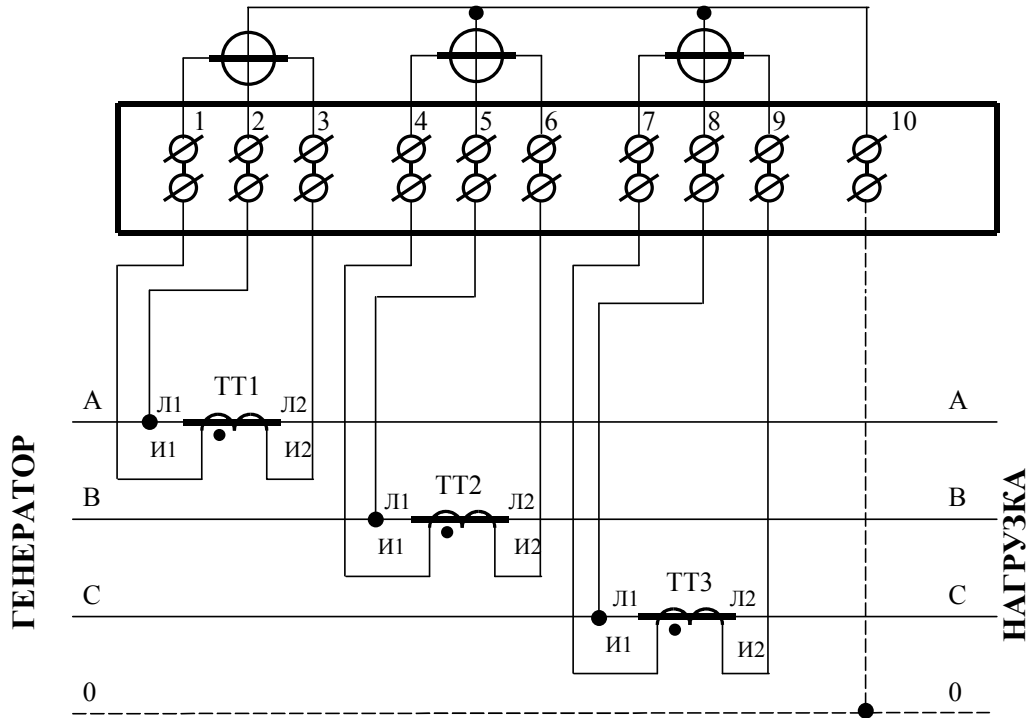 1 2 3 4 5 6 7 8 9 10
ТТ1
А Л1 Л2 А
И1 И2
ТТ2
В Л1 Л2 В
И1 И2
ТТ3
С Л1 Л2 С
И1 И2
0 0
ГЕНЕРАТОР
НАГРУЗКА